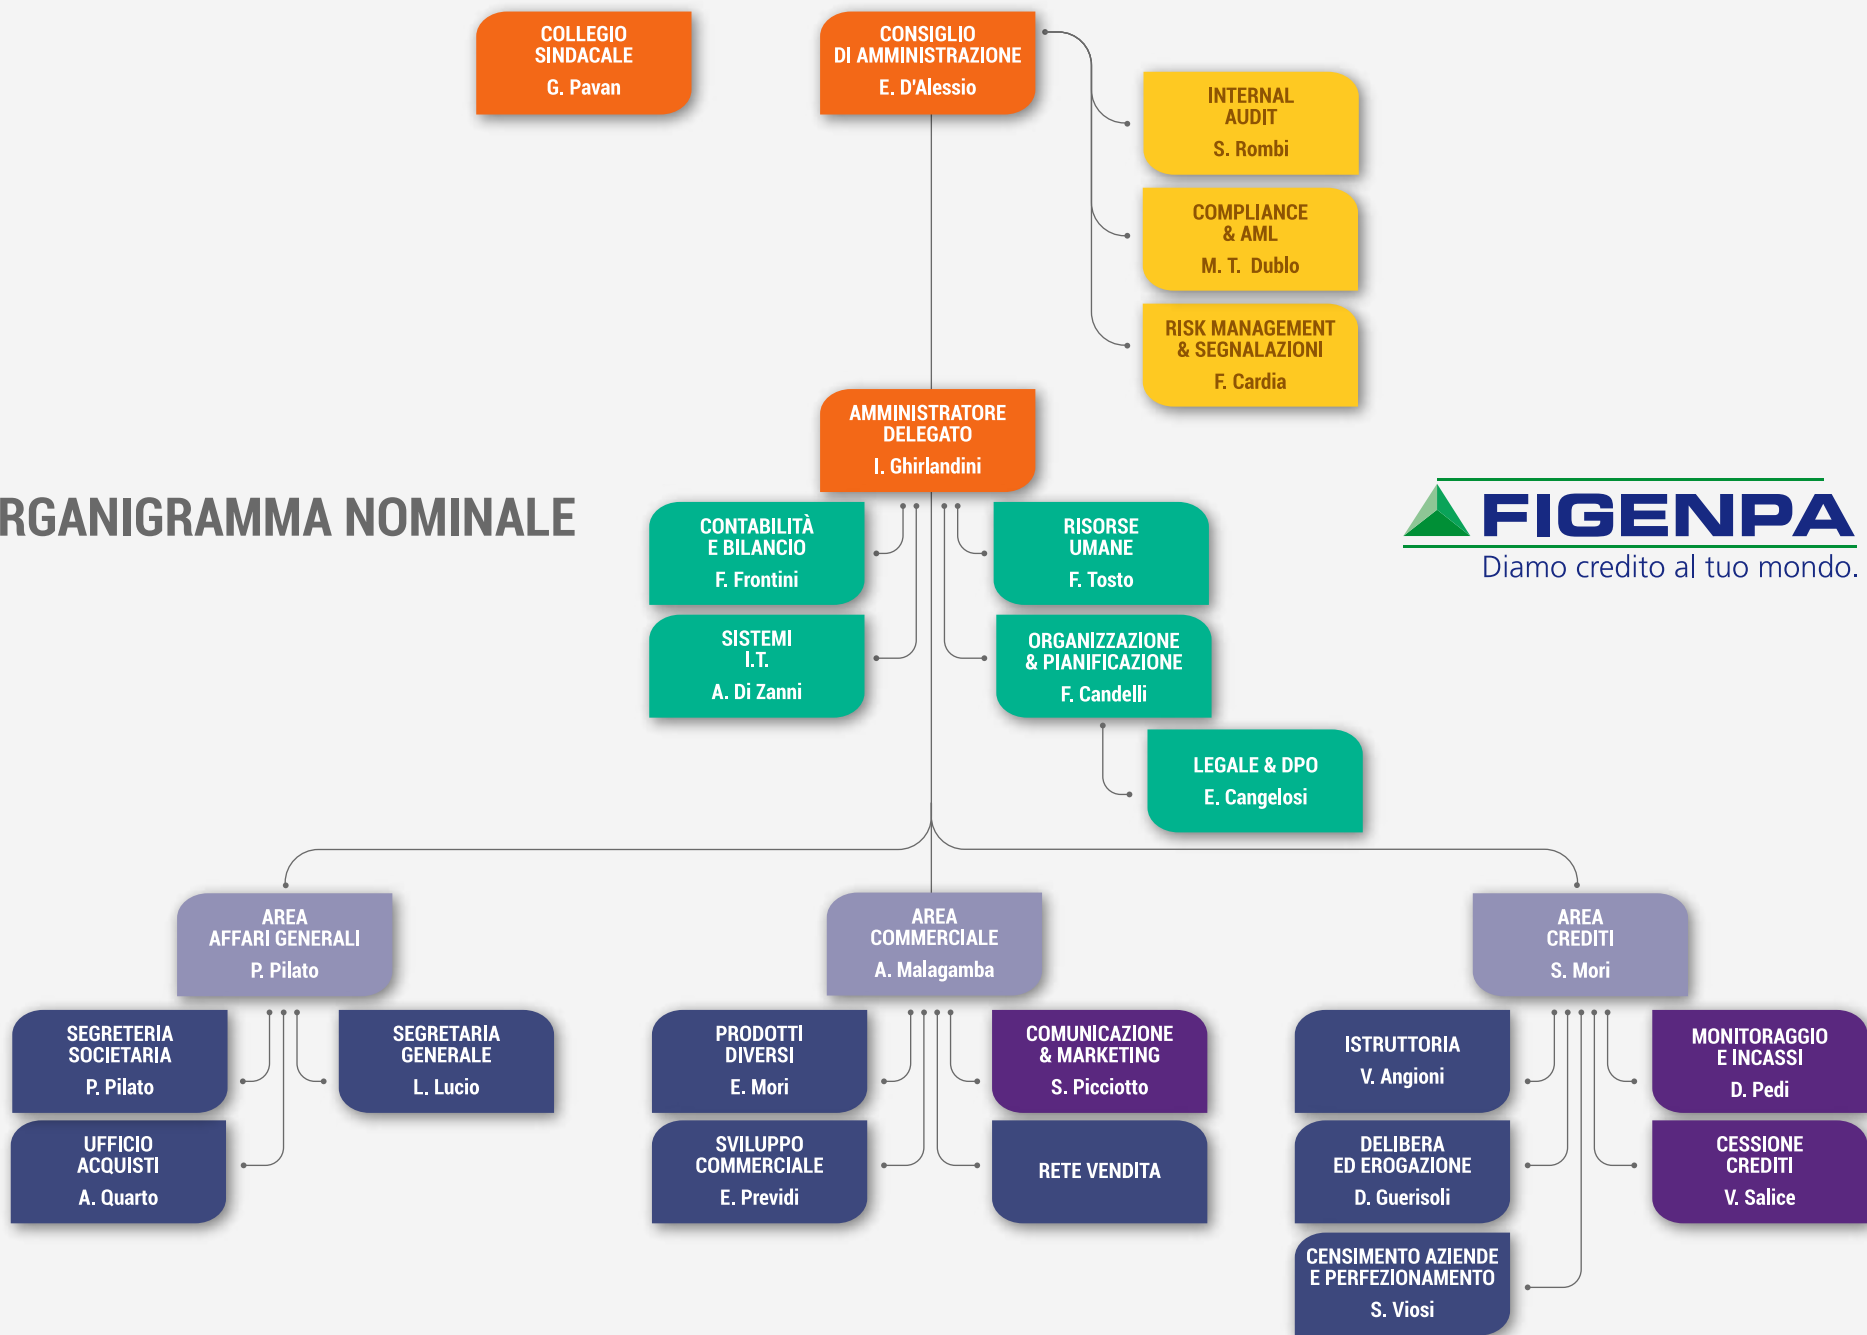 COLLEGIO
SINDACALE
G. Pavan
CONSIGLIO
DI AMMINISTRAZIONE
E. D'Alessio
INTERNAL
AUDIT
S. Rombi
COMPLIANCE
& AML
M. T. Dublo
RISK MANAGEMENT
& SEGNALAZIONI
F. Cardia
AMMINISTRATORE
DELEGATO
I. Ghirlandini
RGANIGRAMMA NOMINALE
FIGENPA
Diamo credito al tuo mondo.
CONTABILITÀ
E BILANCIO
F. Frontini
RISORSE
UMANE
F. Tosto
SISTEMI
I.T.
A. Di Zanni
ORGANIZZAZIONE
& PIANIFICAZIONE
F. Candelli
LEGALE & DPO
E. Cangelosi
AREA
AFFARI GENERALI
P. Pilato
AREA
COMMERCIALE
A. Malagamba
AREA
CREDITI
S. Mori
SEGRETERIA
SOCIETARIA
P. Pilato
SEGRETARIA
GENERALE
L. Lucio
UFFICIO
ACQUISTI
A. Quarto
PRODOTTI
DIVERSI
E. Mori
COMUNICAZIONE
& MARKETING
S. Picciotto
SVILUPPO
COMMERCIALE
E. Previdi
RETE VENDITA
ISTRUTTORIA
V. Angioni
MONITORAGGIO
E INCASSI
D. Pedi
DELIBERA
ED EROGAZIONE
D. Guerisoli
CESSIONE
CREDITI
V. Salice
CENSIMENTO AZIENDE
E PERFEZIONAMENTO
S. Viosi